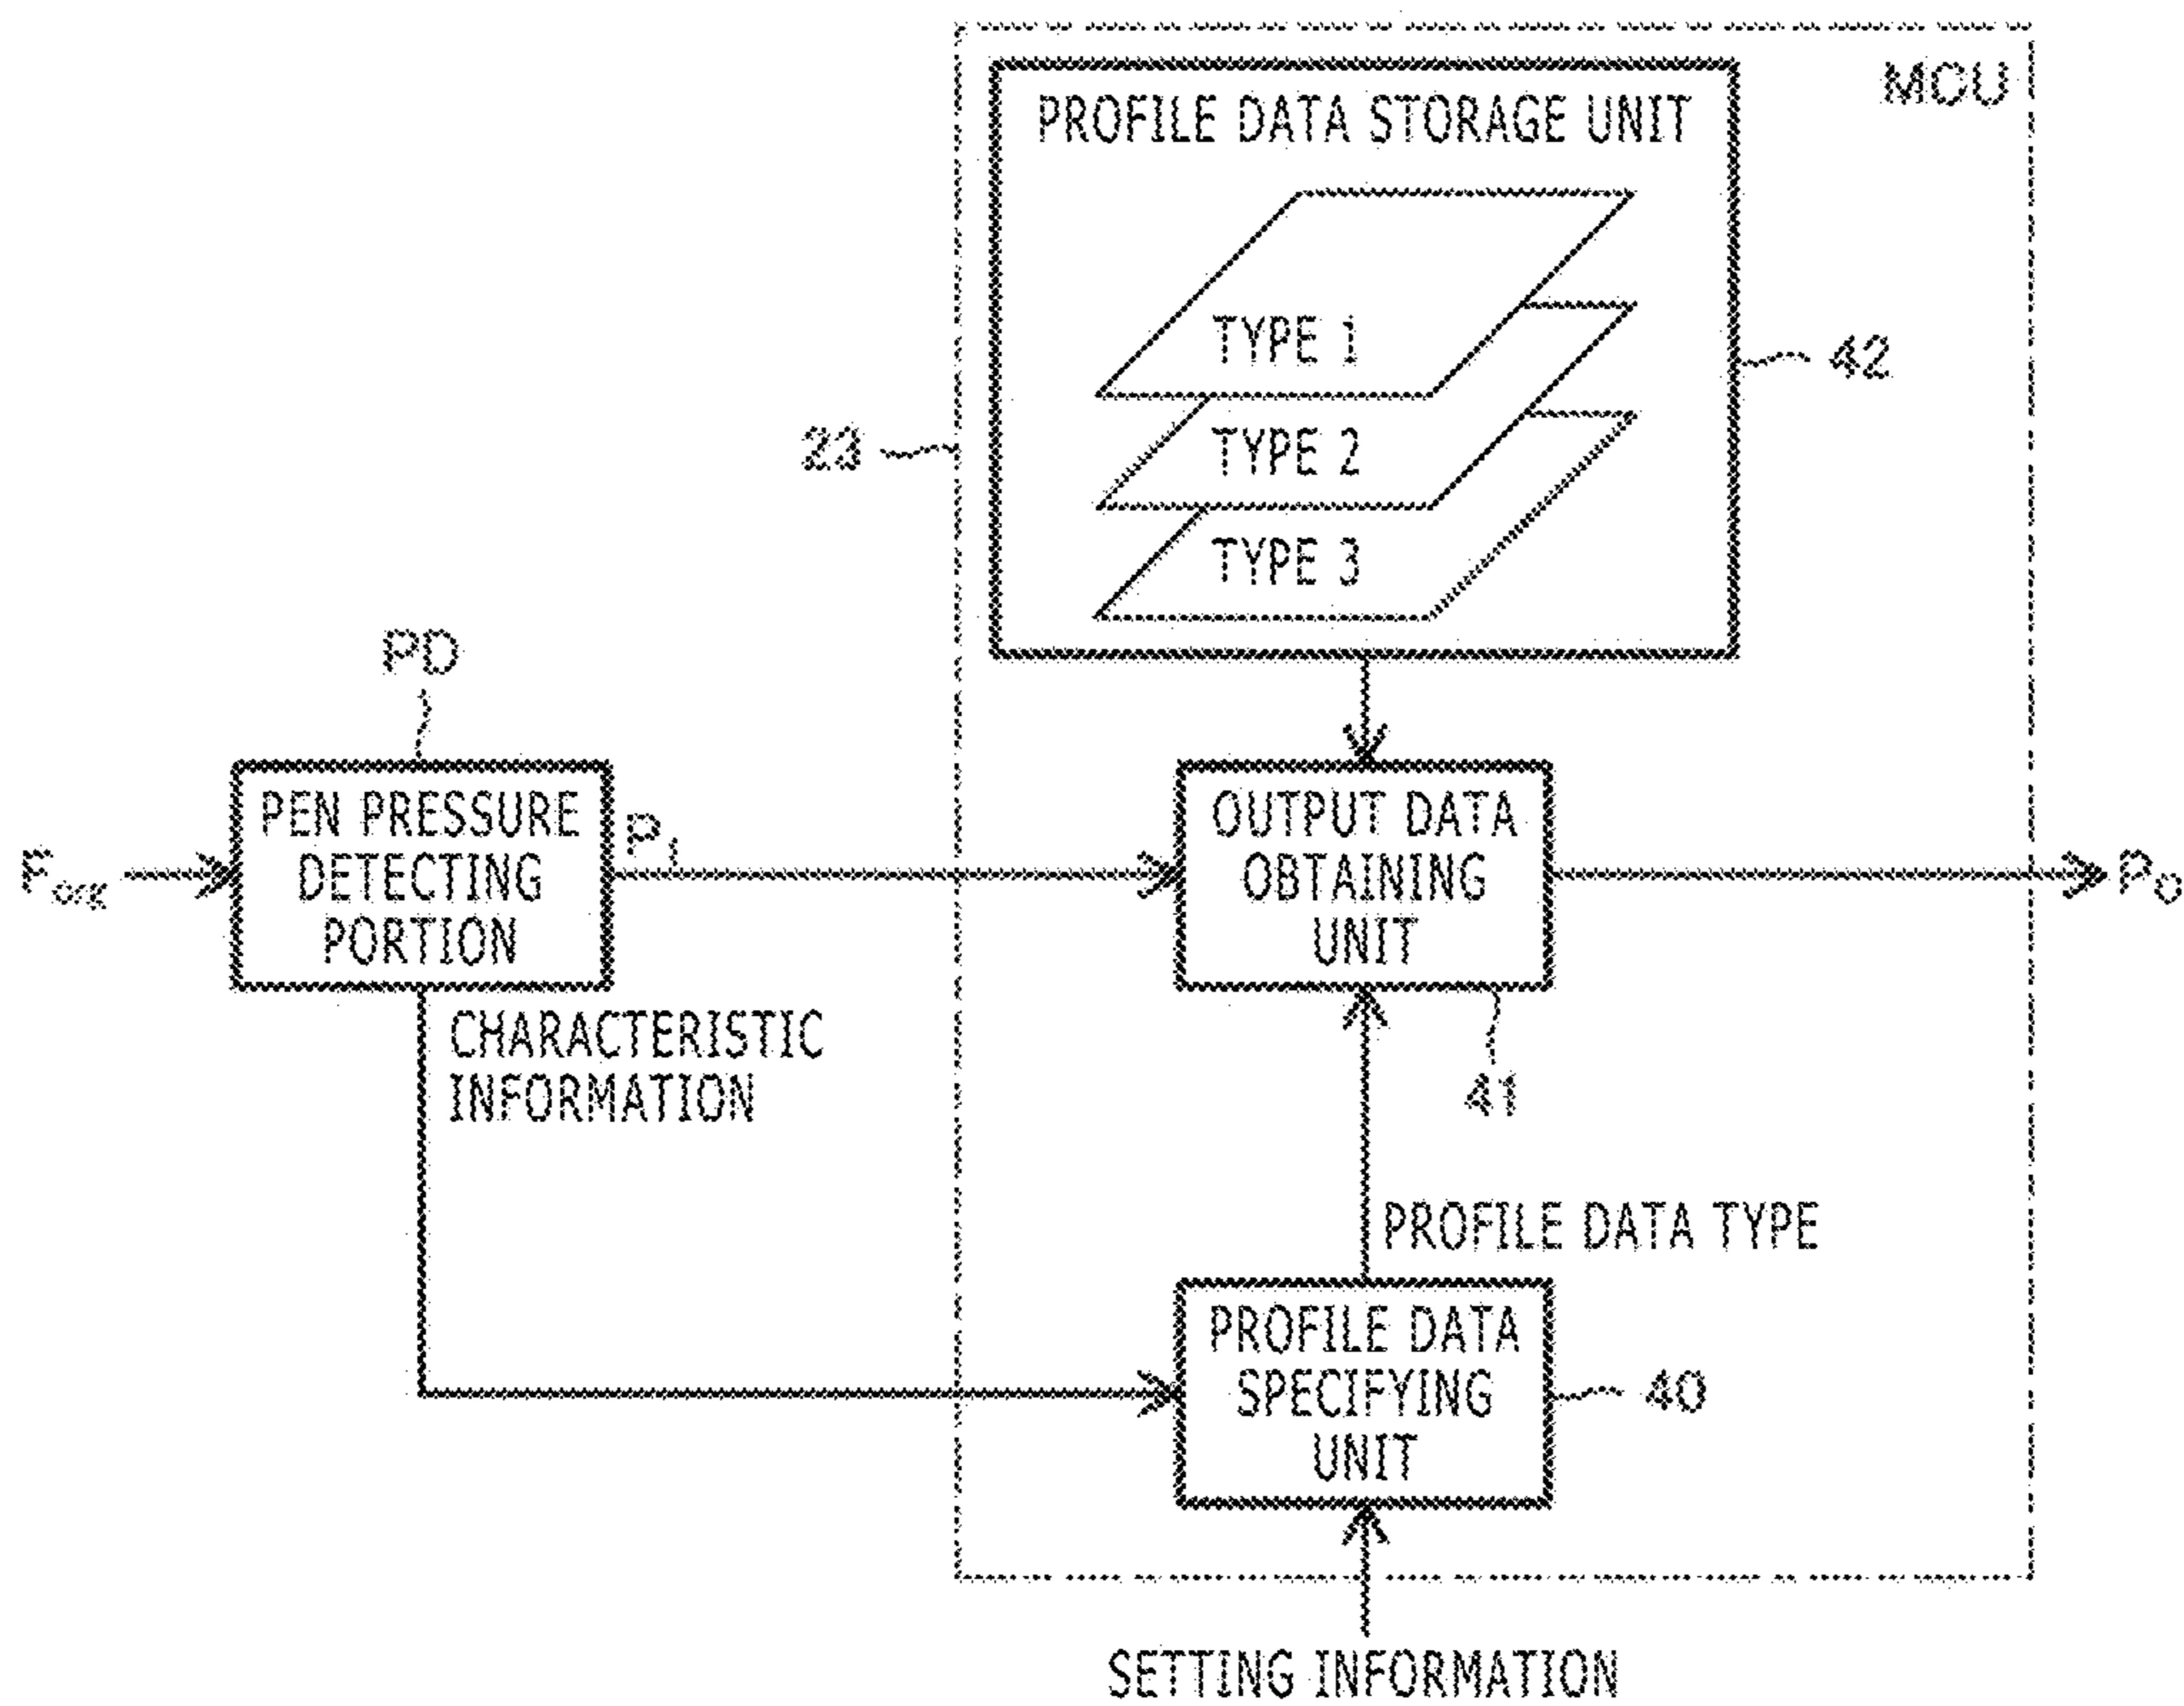 MCU
PROFILE DATA STORAGE UNIT
TYPE 1
TYPE 2
TYPE 3
42
23
PD
PEN PRESSURE
DETECTING
PORTION
Forg
PI
OUTPUT DATA
OBTAINING
UNIT
PO
CHARACTERISTIC
INFORMATION
41
PROFILE DATA TYPE
PROFILE DATA
SPECIFYING
UNIT
40
SETTING INFORMATION